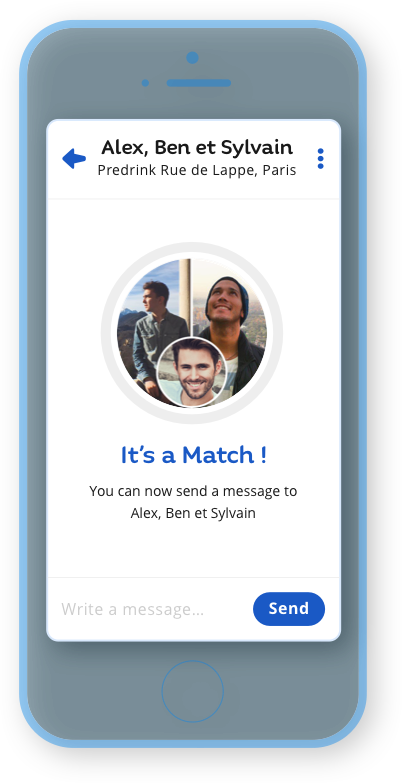 Alex, Ben et Sylvain
Predrink Rue de Lappe, Paris
It's a Match !
You can now send a message to
Alex, Ben et Sylvain
Write a message...
Send